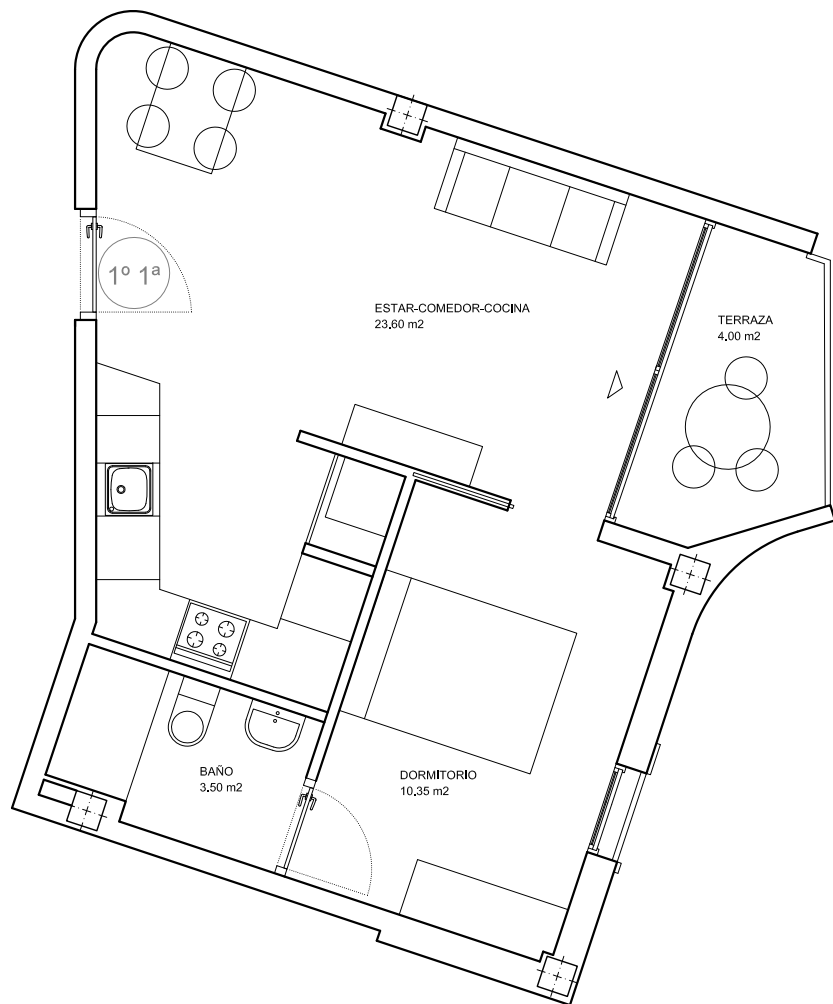 1º 1ª
ESTAR-COMEDOR-COCINA
23.60 m2
TERRAZA
4.00 m2
BAÑO
3.50 m2
DORMITORIO
10.35 m2